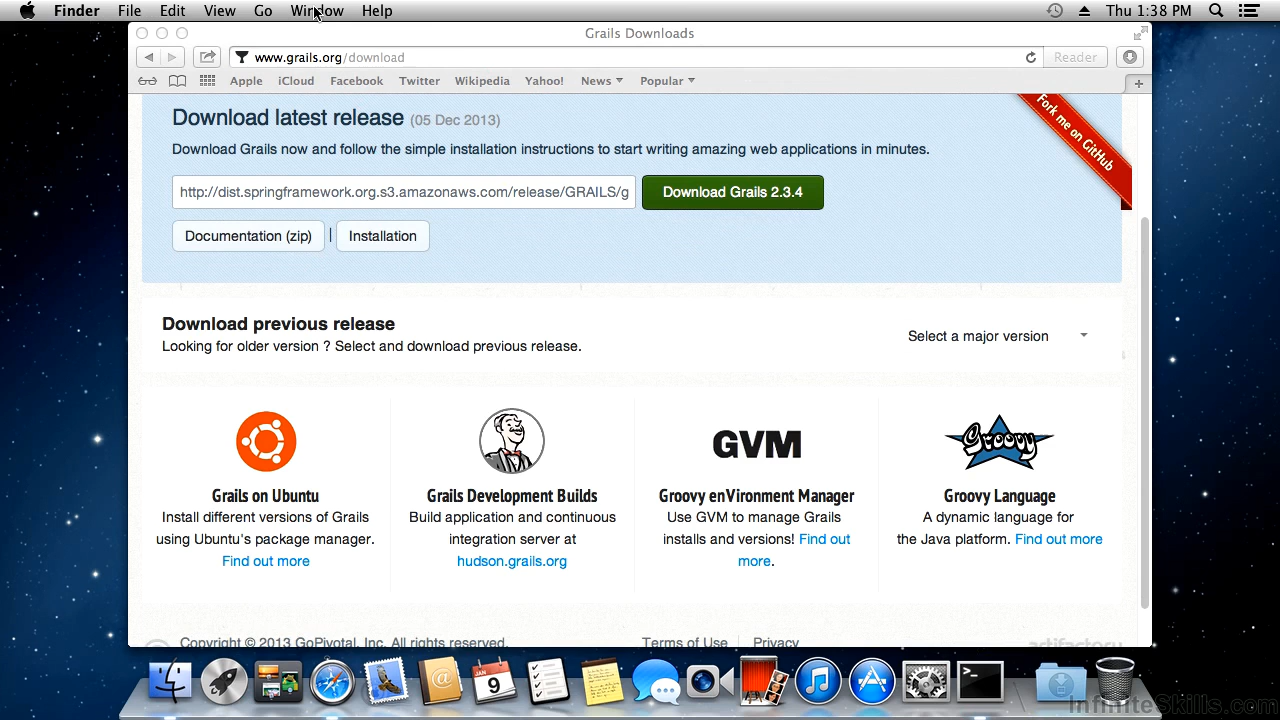 Finder File Edit View Go Window Help Thu 1:38 PM
Grails Downloads
www.grails.org/download Reader
Apple iCloud Facebook Twitter Wikipedia Yahoo! News Popular
Fork me on GitHub
Download latest release (05 Dec 2013)
Download Grails now and follow the simple installation instructions to start writing amazing web applications in minutes.
http://dist.springframework.org.s3.amazonaws.com/release/GRAILS/g Download Grails 2.3.4
Documentation (zip) | Installation
Download previous release
Looking for older version ? Select and download previous release.
Select a major version
GVM
Groovy
Grails on Ubuntu
Install different versions of Grails
using Ubuntu's package manager.
Find out more
Grails Development Builds
Build application and continuous
integration server at
hudson.grails.org
Groovy enVironment Manager
Use GVM to manage Grails
installs and versions! Find out
more.
Groovy Language
A dynamic language for
the Java platform. Find out more
Copyright © 2013 GoPivotal, Inc. All rights reserved. Terms of Use Privacy artifactory
JAN
9
InfiniteSkills.com